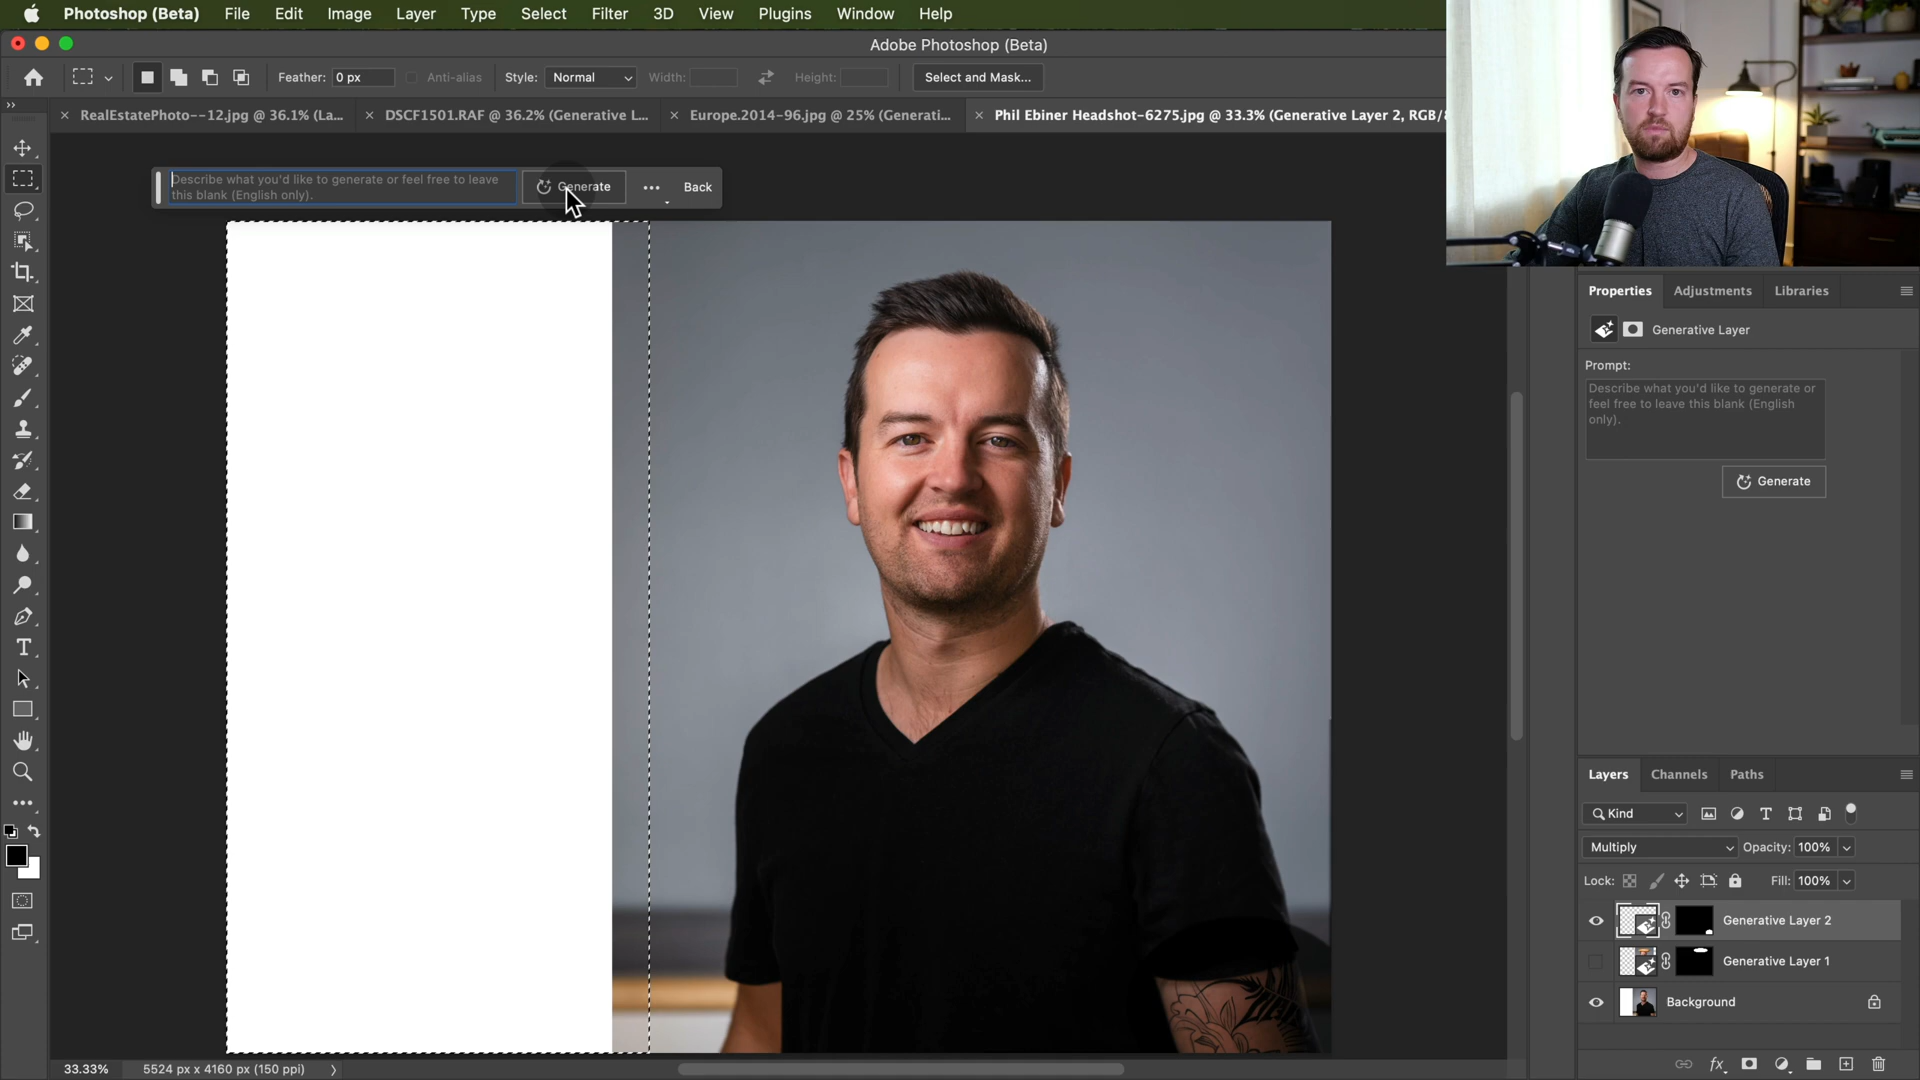 Photoshop (Beta) File Edit Image Layer Type Select Filter 3D View Plugins Window Help
Adobe Photoshop (Beta)
Feather: 0 px Anti-alias Style: Normal Width: Height: Select and Mask...
RealEstatePhoto--12.jpg @ 36.1% (La... DSCF1501.RAF @ 36.2% (Generative L... Europe.2014-96.jpg @ 25% (Generati... Phil Ebiner Headshot-6275.jpg @ 33.3% (Generative Layer 2, RGB/8
Describe what you'd like to generate or feel free to leave
this blank (English only).
Generate ... Back
Properties Adjustments Libraries
Generative Layer
Prompt:
Describe what you'd like to generate or
feel free to leave this blank (English
only).
Generate
Layers Channels Paths
Kind
Multiply Opacity: 100%
Lock: Fill: 100%
Generative Layer 2
Generative Layer 1
Background
33.33% 5524 px x 4160 px (150 ppi)